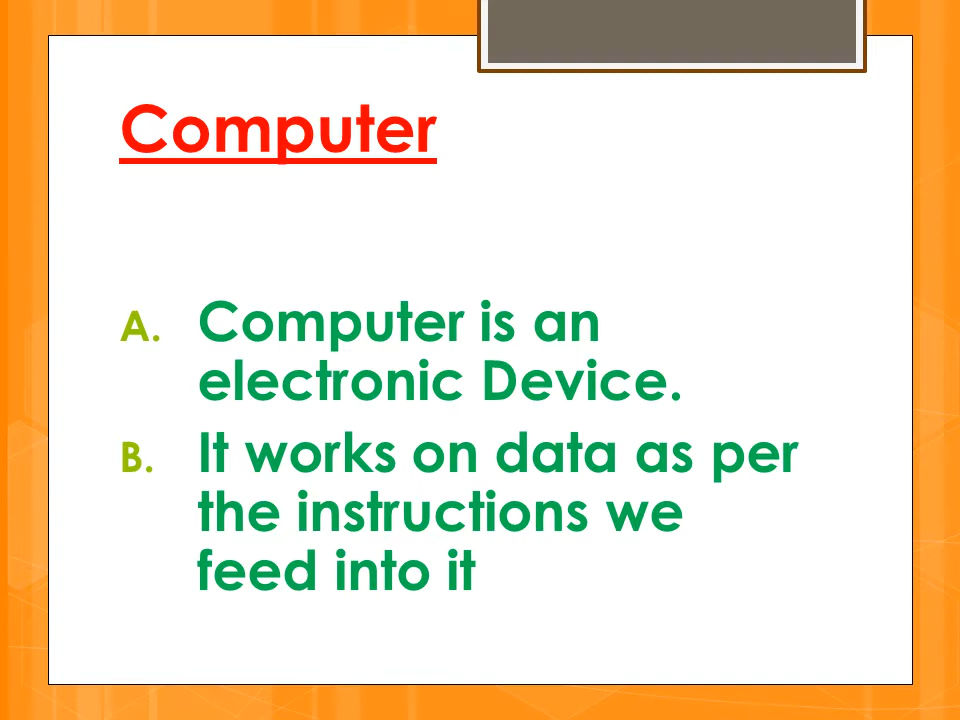 Computer
A. Computer is an
electronic Device.
B. It works on data as per
the instructions we
feed into it